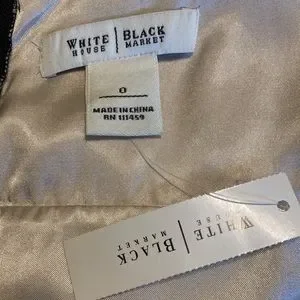 WHITE | BLACK
HOUSE | MARKET
0
MADE IN CHINA
RN 111459
WHITE | BLACK
HOUSE | MARKET